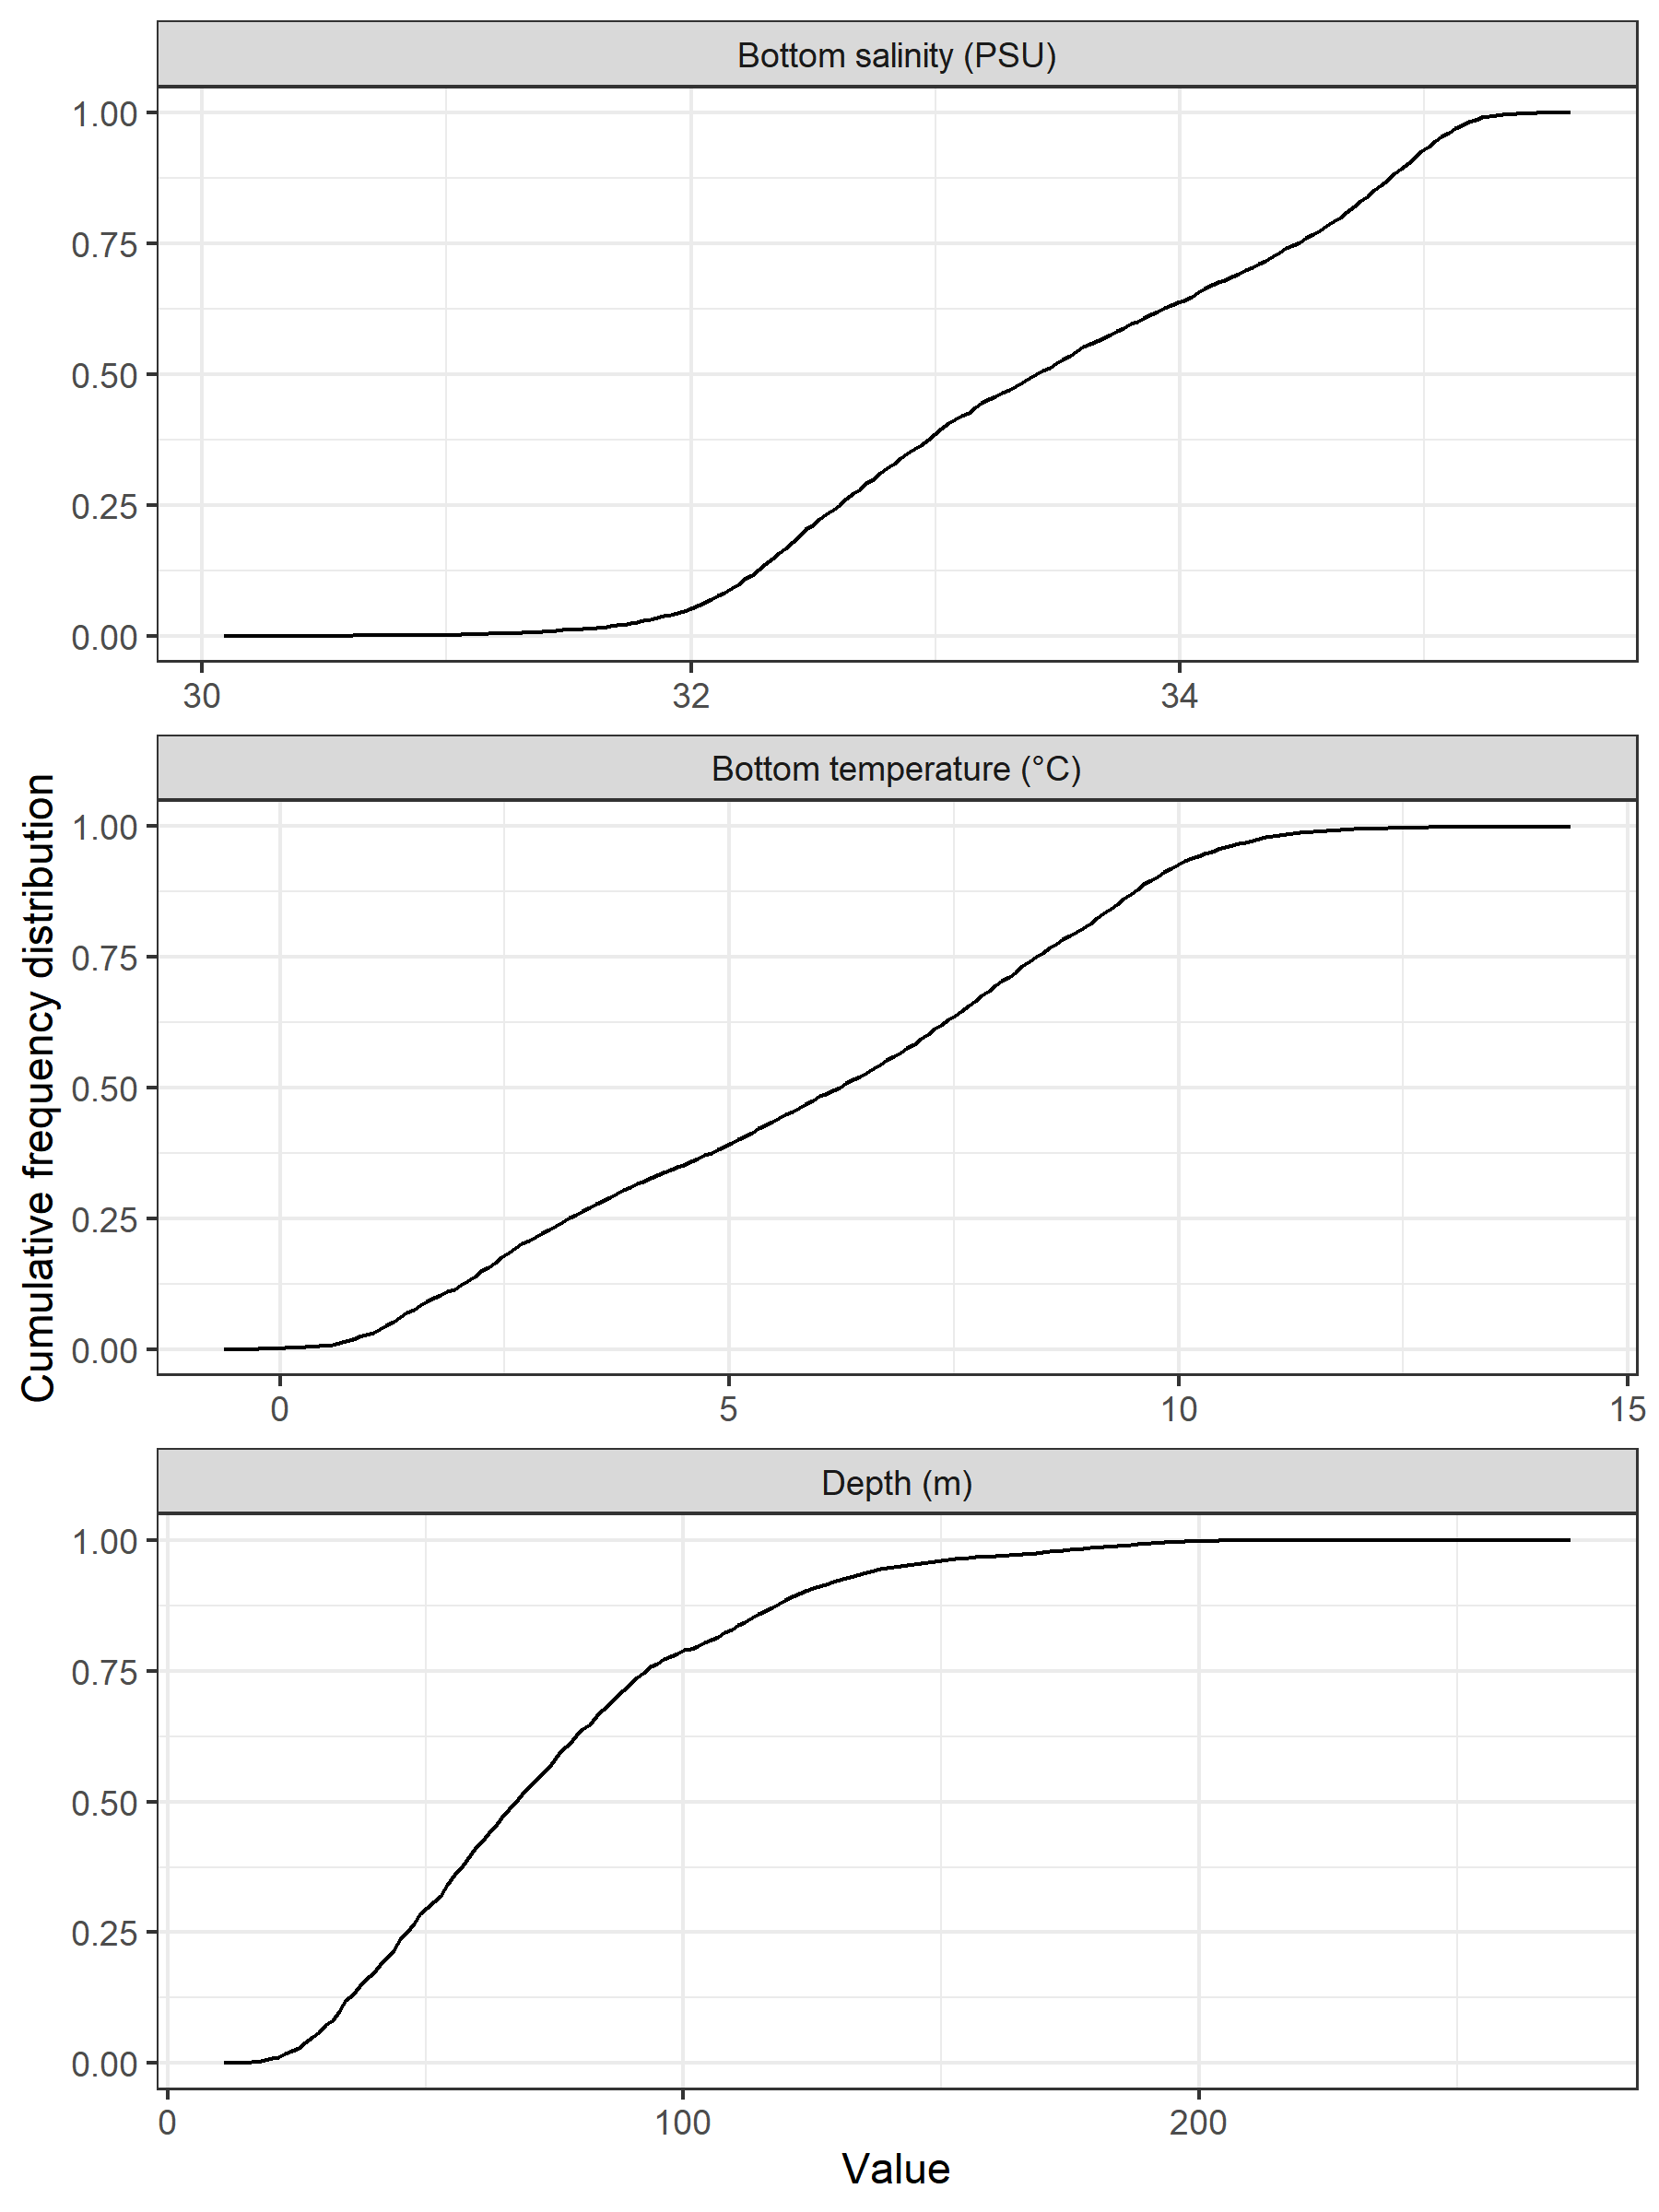 Bottom salinity (PSU)
1.00
0.75
0.50
0.25
0.00
30 32 34
Bottom temperature (°C)
1.00
0.75
0.50
0.25
0.00
0 5 10 15
Cumulative frequency distribution
Depth (m)
1.00
0.75
0.50
0.25
0.00
0 100 200
Value